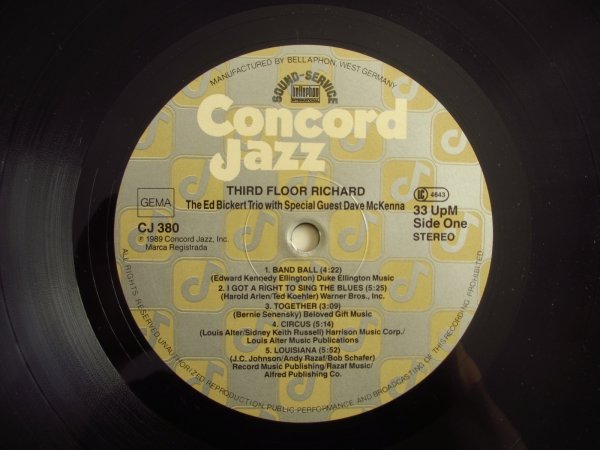 MANUFACTURED BY BELLAPHON, WEST GERMANY
SOUND-SERVICE
bellaphon
INTERNATIONAL
Concord
Jazz
THIRD FLOOR RICHARD
The Ed Bickert Trio with Special Guest Dave McKenna
GEMA
CJ 380
℗ 1989 Concord Jazz, Inc.
Marca Registrada
LC 4643
33 UpM
Side One
STEREO
1. BAND BALL (4:22)
(Edward Kennedy Ellington) Duke Ellington Music
2. I GOT A RIGHT TO SING THE BLUES (5:25)
(Harold Arlen/Ted Koehler) Warner Bros., Inc.
3. TOGETHER (3:09)
(Bernie Senensky) Beloved Gift Music
4. CIRCUS (5:14)
(Louis Alter/Sidney Keith Russell) Harrison Music Corp./
Louis Alter Music Publications
5. LOUISIANA (5:52)
(J.C. Johnson/Andy Razaf/Bob Schafer)
Record Music Publishing/Razaf Music/
Alfred Publishing Co.
ALL RIGHTS RESERVED. UNAUTHORIZED REPRODUCTION, PUBLIC PERFORMANCE AND BROADCASTING OF THIS RECORDING PROHIBITED.